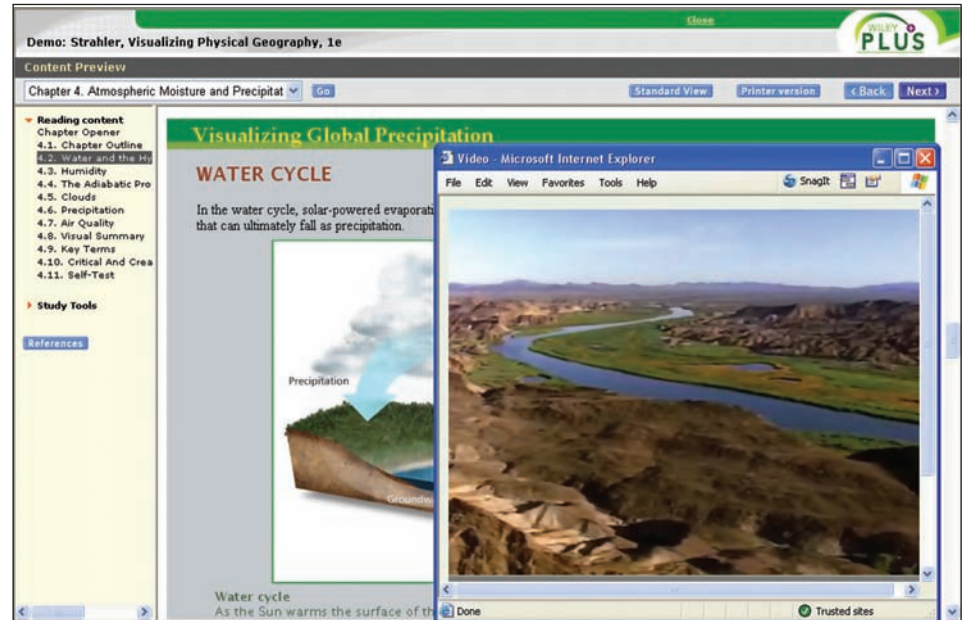 Close
Demo: Strahler, Visualizing Physical Geography, 1e
WILEY
PLUS
Content Preview
Chapter 4. Atmospheric Moisture and Precipitat
Go
Standard View
Printer version
< Back
Next >
Reading content
Chapter Opener
4.1. Chapter Outline
4.2. Water and the Hy
4.3. Humidity
4.4. The Adiabatic Pro
4.5. Clouds
4.6. Precipitation
4.7. Air Quality
4.8. Visual Summary
4.9. Key Terms
4.10. Critical And Crea
4.11. Self-Test
Study Tools
References
Visualizing Global Precipitation
WATER CYCLE
In the water cycle, solar-powered evaporati
that can ultimately fall as precipitation.
Precipitation
Groundw
Water cycle
As the Sun warms the surface of th
Video - Microsoft Internet Explorer
File Edit View Favorites Tools Help
SnagIt
Done
Trusted sites